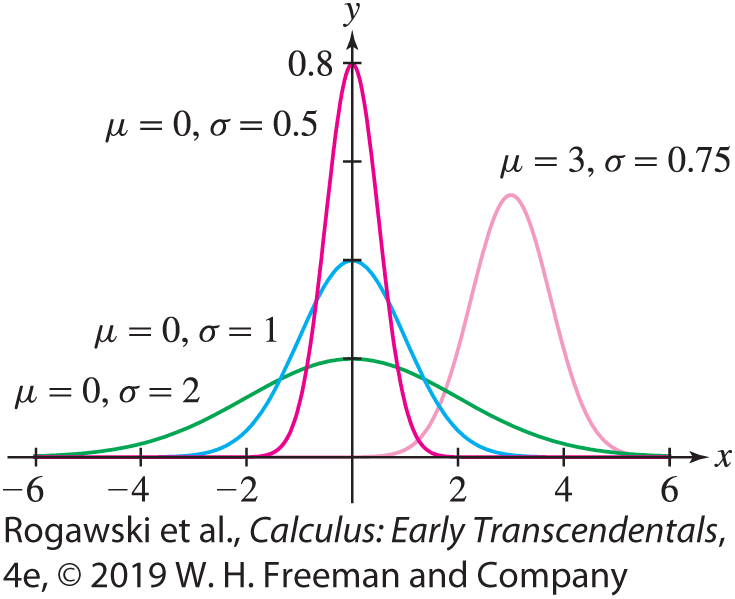 y
0.8
μ = 0, σ = 0.5
μ = 3, σ = 0.75
μ = 0, σ = 1
μ = 0, σ = 2
x
−6 −4 −2 2 4 6
Rogawski et al., Calculus: Early Transcendentals,
4e, © 2019 W. H. Freeman and Company